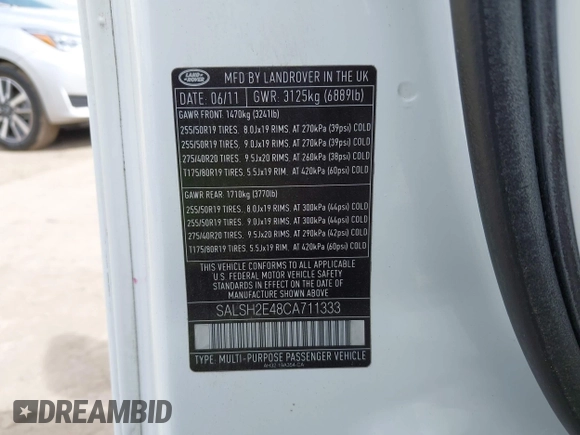 LAND
ROVER
MFD BY LANDROVER IN THE UK
DATE: 06/11 GWR: 3125kg (6889lb)
GAWR FRONT: 1470kg (3241lb)
255/50R19 TIRES. 8.0Jx19 RIMS. AT 270kPa (39psi) COLD
255/50R19 TIRES. 9.0Jx19 RIMS. AT 270kPa (39psi) COLD
275/40R20 TIRES. 9.5Jx20 RIMS. AT 260kPa (38psi) COLD
T175/80R19 TIRES. 5.5Jx19 RIM. AT 420kPa (60psi) COLD
GAWR REAR: 1710kg (3770lb)
255/50R19 TIRES. 8.0Jx19 RIMS. AT 300kPa (44psi) COLD
255/50R19 TIRES. 9.0Jx19 RIMS. AT 300kPa (44psi) COLD
275/40R20 TIRES. 9.5Jx20 RIMS. AT 290kPa (42psi) COLD
T175/80R19 TIRES. 5.5Jx19 RIM. AT 420kPa (60psi) COLD
THIS VEHICLE CONFORMS TO ALL APPLICABLE
U.S. FEDERAL MOTOR VEHICLE SAFETY
STANDARDS IN EFFECT ON THE DATE OF
MANUFACTURE SHOWN ABOVE
SALSH2E48CA711333
TYPE: MULTI-PURPOSE PASSENGER VEHICLE
DREAMBID